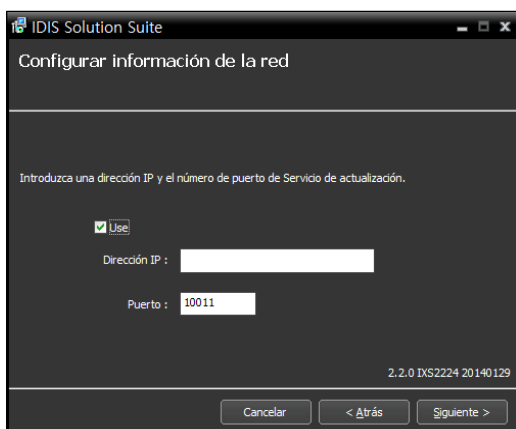 IDIS Solution Suite
Configurar información de la red
Introduzca una dirección IP y el número de puerto de Servicio de actualización.
Use
Dirección IP :
Puerto : 10011
2.2.0 IXS2224 20140129
Cancelar < Atrás Siguiente >